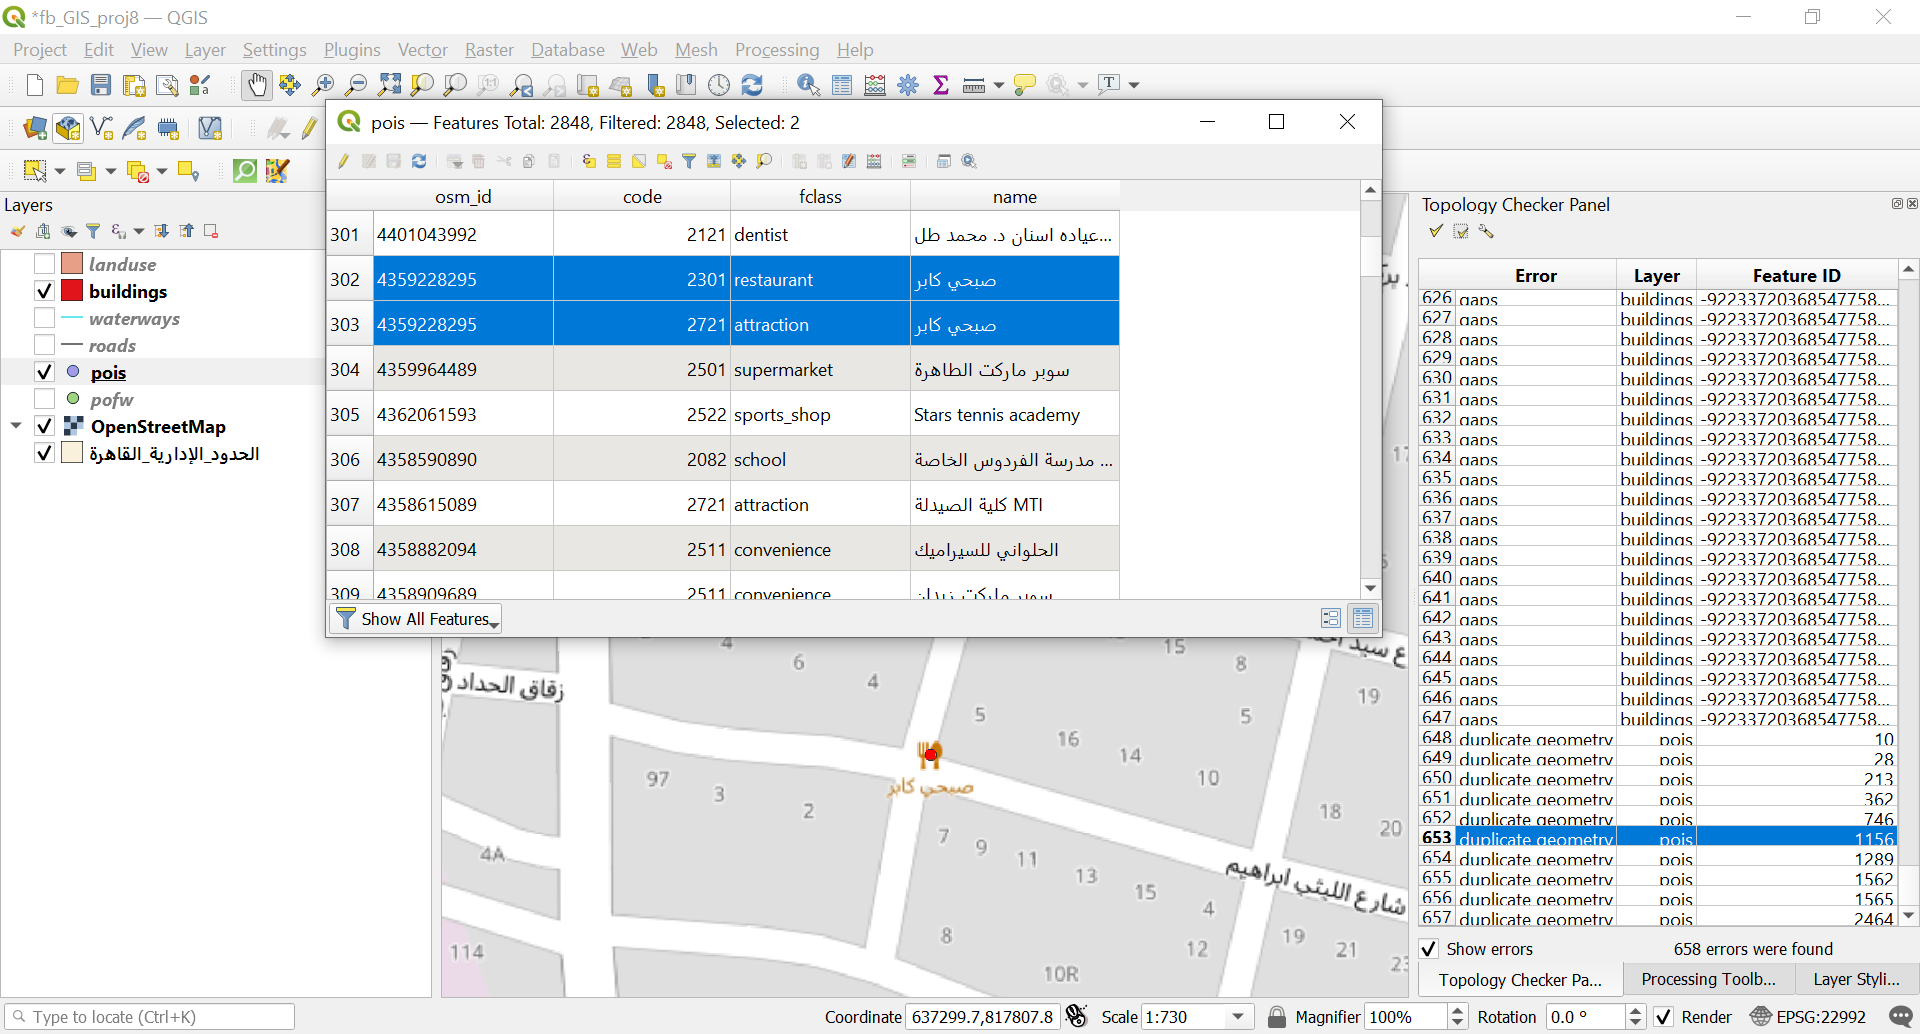 *fb_GIS_proj8 — QGIS
Project Edit View Layer Settings Plugins Vector Raster Database Web Mesh Processing Help
pois — Features Total: 2848, Filtered: 2848, Selected: 2
osm_id code fclass name
301 4401043992 2121 dentist عياده اسنان د. محمد طل...
302 4359228295 2301 restaurant صبحي كابر
303 4359228295 2721 attraction صبحي كابر
304 4359964489 2501 supermarket سوبر ماركت الطاهرة
305 4362061593 2522 sports_shop Stars tennis academy
306 4358590890 2082 school مدرسة الفردوس الخاصة ...
307 4358615089 2721 attraction كلية الصيدلة MTI
308 4358882094 2511 convenience الحلواني للسيراميك
309 4358909689 2511 convenience سوبر ماركت زيدان
Show All Features
Layers
landuse
buildings
waterways
roads
pois
pofw
OpenStreetMap
الحدود_الإدارية_القاهرة
Topology Checker Panel
Error Layer Feature ID
626 gaps buildings -92233720368547758...
627 gaps buildings -92233720368547758...
628 gaps buildings -92233720368547758...
629 gaps buildings -92233720368547758...
630 gaps buildings -92233720368547758...
631 gaps buildings -92233720368547758...
632 gaps buildings -92233720368547758...
633 gaps buildings -92233720368547758...
634 gaps buildings -92233720368547758...
635 gaps buildings -92233720368547758...
636 gaps buildings -92233720368547758...
637 gaps buildings -92233720368547758...
638 gaps buildings -92233720368547758...
639 gaps buildings -92233720368547758...
640 gaps buildings -92233720368547758...
641 gaps buildings -92233720368547758...
642 gaps buildings -92233720368547758...
643 gaps buildings -92233720368547758...
644 gaps buildings -92233720368547758...
645 gaps buildings -92233720368547758...
646 gaps buildings -92233720368547758...
647 gaps buildings -92233720368547758...
648 duplicate geometry pois 10
649 duplicate geometry pois 28
650 duplicate geometry pois 213
651 duplicate geometry pois 362
652 duplicate geometry pois 746
653 duplicate geometry pois 1156
654 duplicate geometry pois 1289
655 duplicate geometry pois 1562
656 duplicate geometry pois 1565
657 duplicate geometry pois 2464
Show errors 658 errors were found
Topology Checker Pa... Processing Toolb... Layer Styli...
4 6 4 15 8 19
زقاق الحداد
5 5
16 14 10
97 3 2
صبحي كابر
18 20
7 9 11 13 15 4
4A
شارع الليثي ابراهيم
114 8 10R 12 19 21 23
Type to locate (Ctrl+K) Coordinate 637299.7,817807.8 Scale 1:730 Magnifier 100% Rotation 0.0 ° Render EPSG:22992